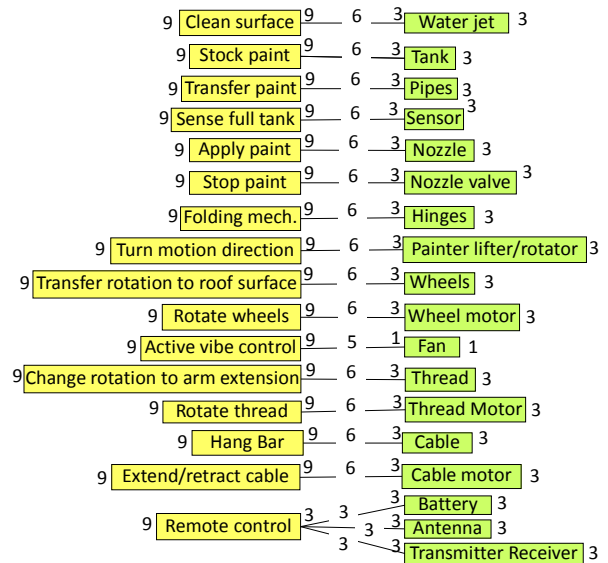 9 Clean surface 9 6 3 Water jet 3
9 Stock paint 9 6 3 Tank 3
9 Transfer paint 9 6 3 Pipes 3
9 Sense full tank 9 6 3 Sensor 3
9 Apply paint 9 6 3 Nozzle 3
9 Stop paint 9 6 3 Nozzle valve 3
9 Folding mech. 9 6 3 Hinges 3
9 Turn motion direction 9 6 3 Painter lifter/rotator 3
9 Transfer rotation to roof surface 9 6 3 Wheels 3
9 Rotate wheels 9 6 3 Wheel motor 3
9 Active vibe control 9 5 1 Fan 1
9 Change rotation to arm extension 9 6 3 Thread 3
9 Rotate thread 9 6 3 Thread Motor 3
9 Hang Bar 9 6 3 Cable 3
9 Extend/retract cable 9 6 3 Cable motor 3
3 3 Battery 3
9 Remote control 3 3 3 Antenna 3
3 3 Transmitter Receiver 3